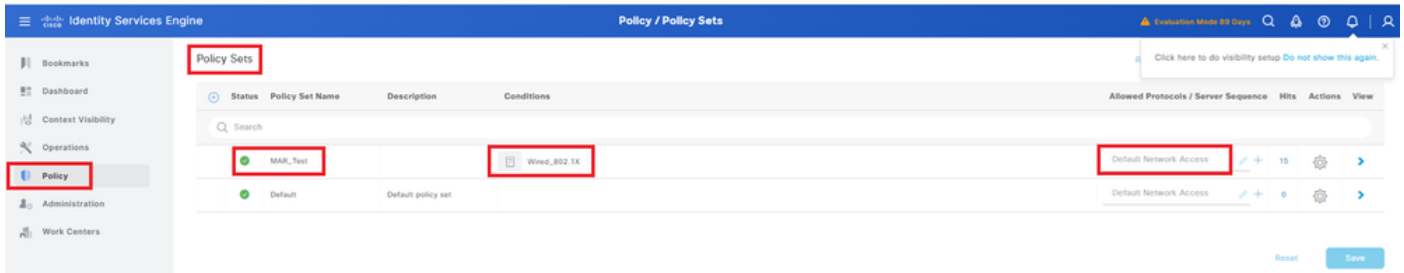 cisco Identity Services Engine
Policy / Policy Sets
Evaluation Mode 89 Days
Click here to do visibility setup Do not show this again.
Bookmarks
Dashboard
Context Visibility
Operations
Policy
Administration
Work Centers
Policy Sets
Status Policy Set Name Description Conditions Allowed Protocols / Server Sequence Hits Actions View
Search
MAR_Test Wired_802.1X Default Network Access 15
Default Default policy set Default Network Access 0
Reset Save